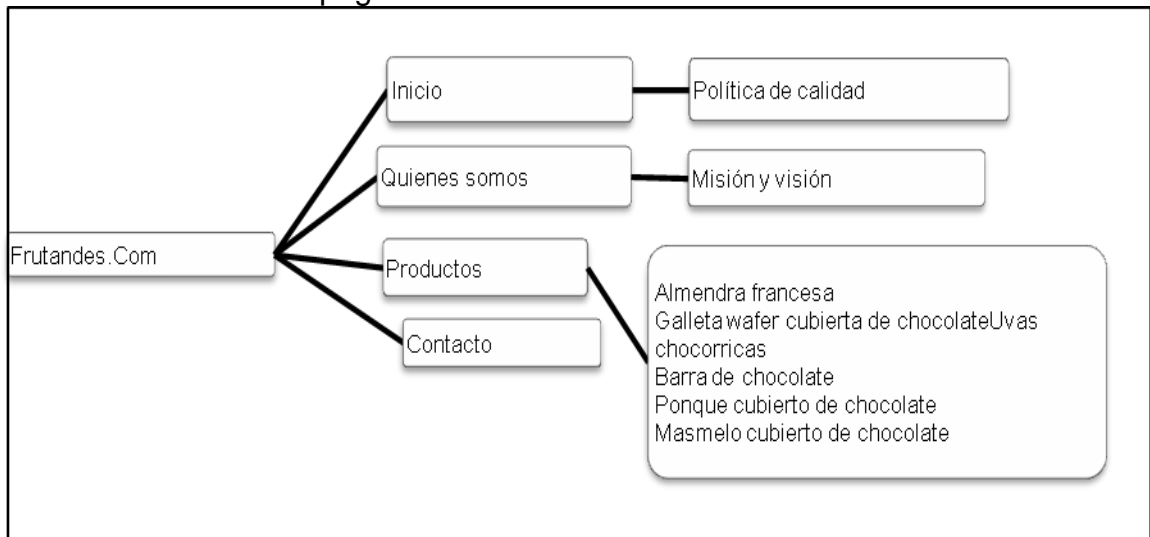 Frutandes.Com
Inicio
Política de calidad
Quienes somos
Misión y visión
Productos
Almendra francesa
Galleta wafer cubierta de chocolateUvas
chocorricas
Barra de chocolate
Ponque cubierto de chocolate
Masmelo cubierto de chocolate
Contacto